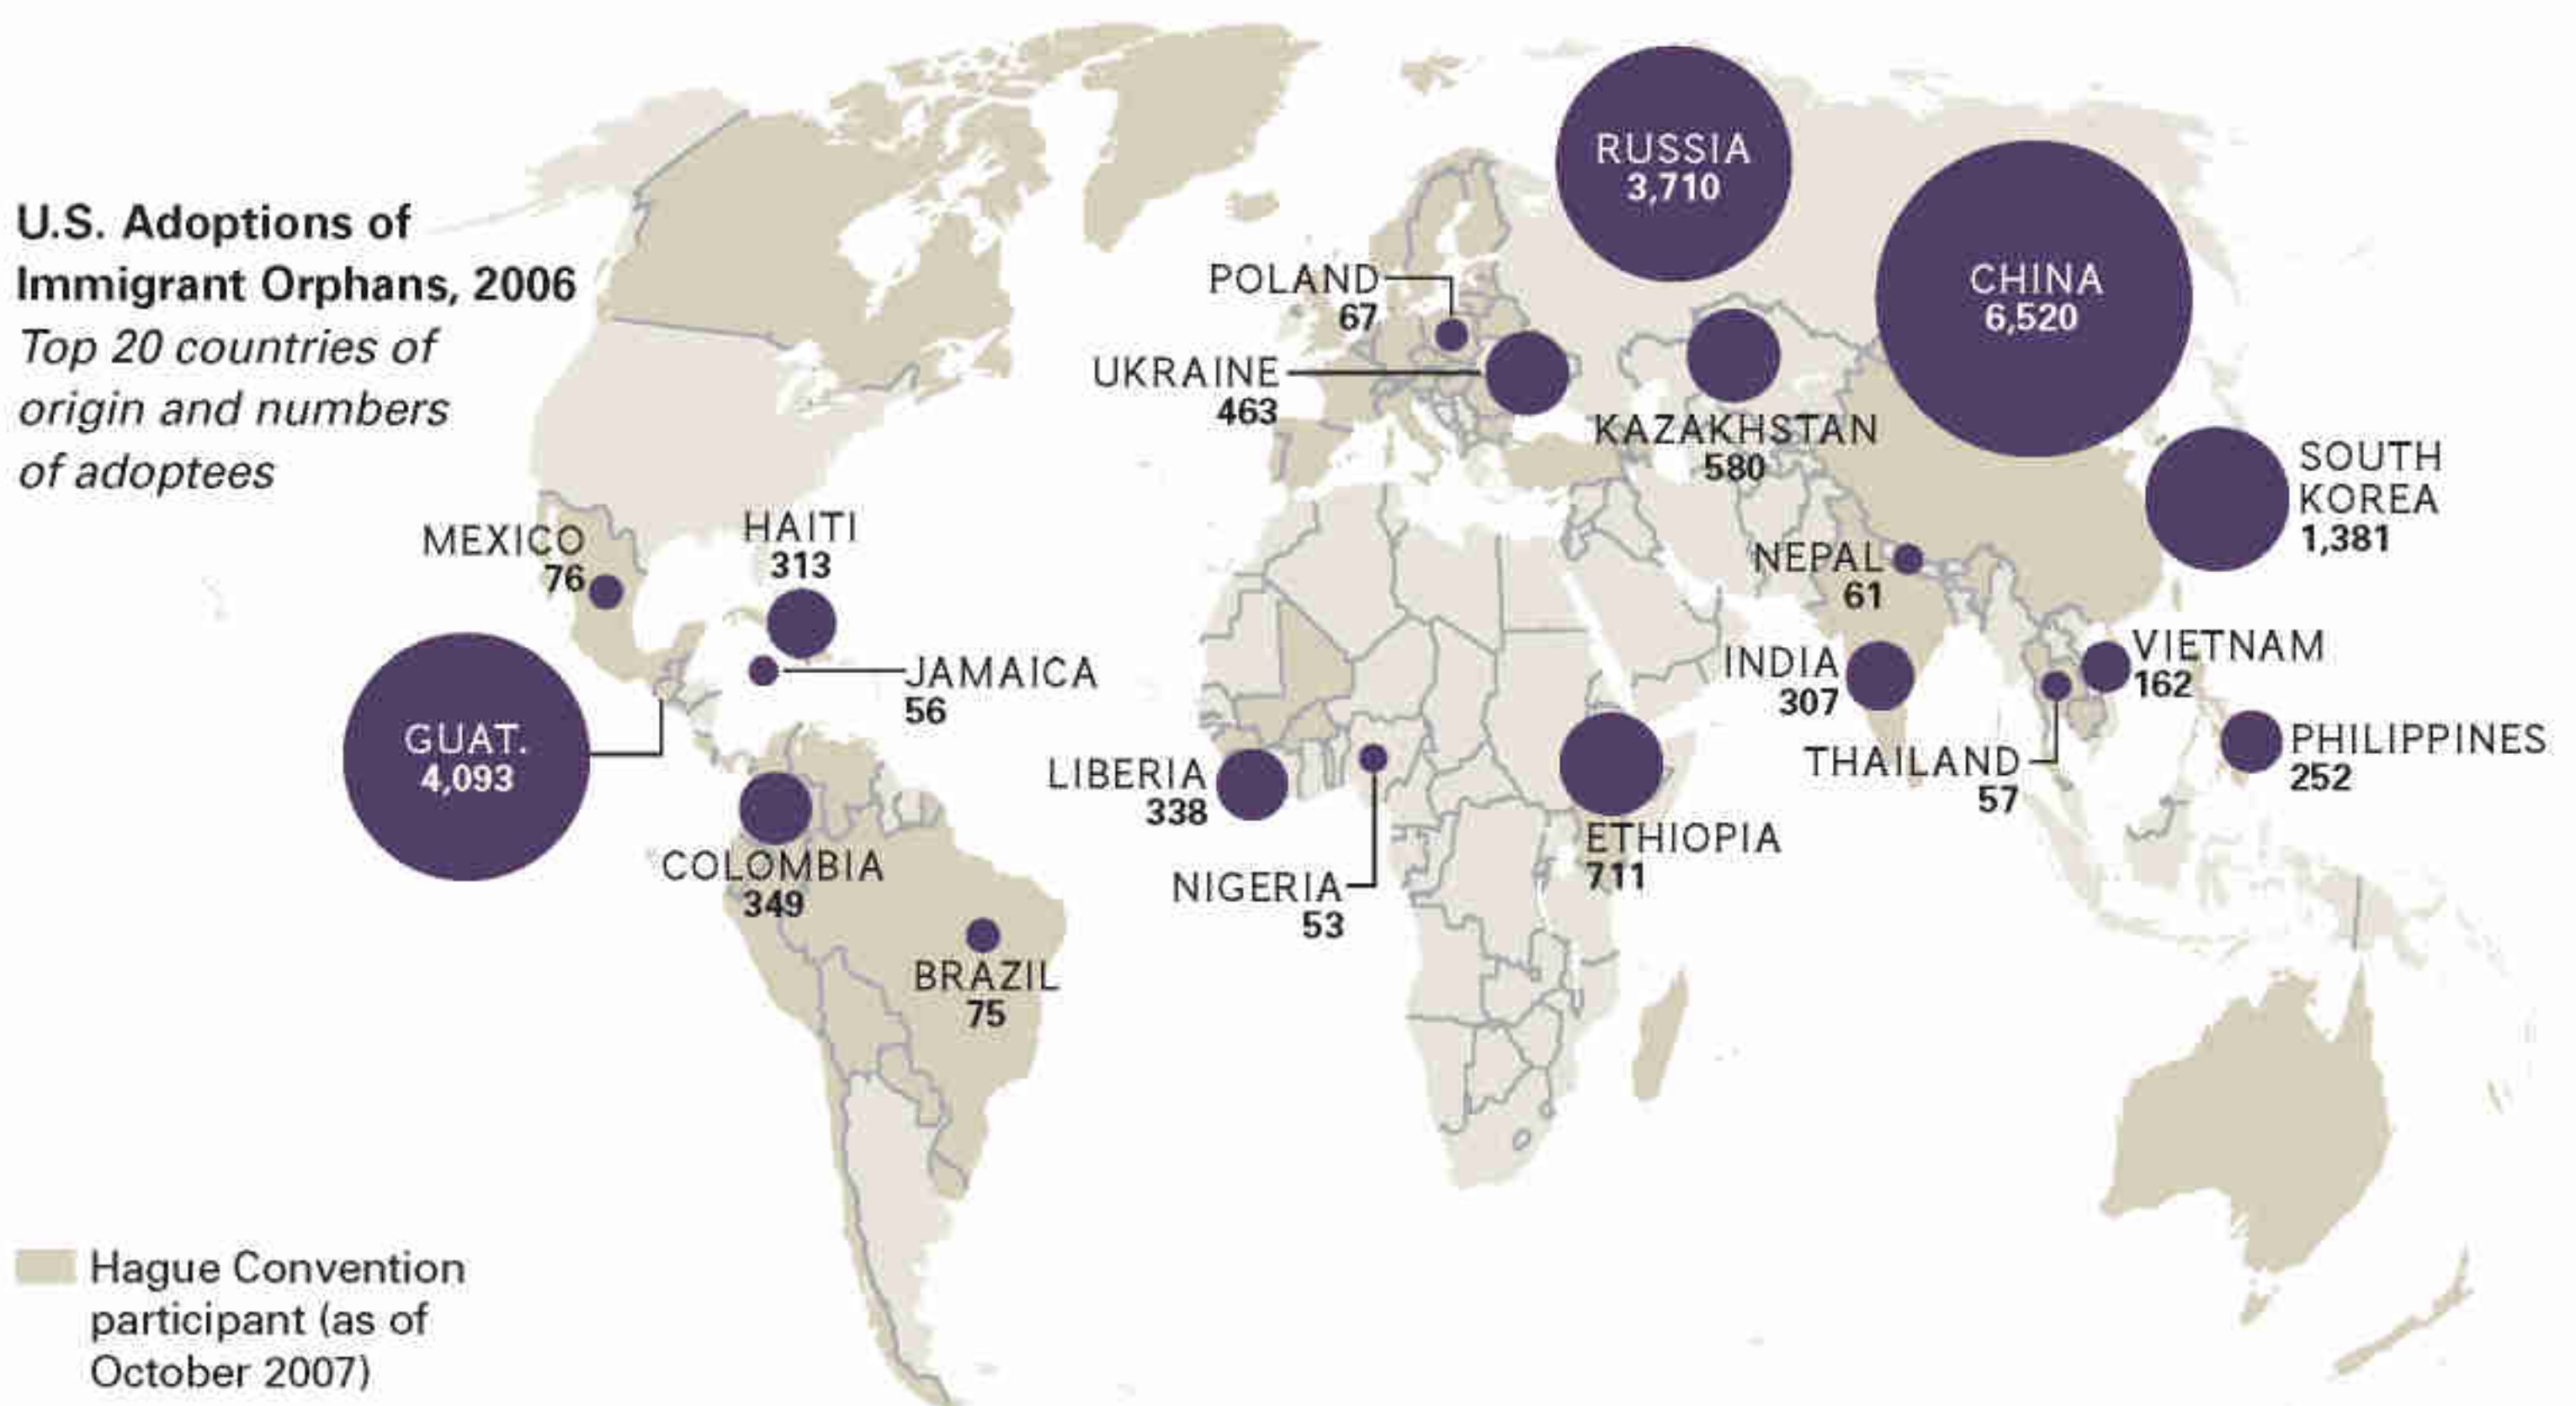 U.S. Adoptions of
Immigrant Orphans, 2006
Top 20 countries of
origin and numbers
of adoptees
RUSSIA
3,710
CHINA
6,520
POLAND
67
UKRAINE
463
KAZAKHSTAN
580
SOUTH
KOREA
1,381
MEXICO
76
HAITI
313
NEPAL
61
JAMAICA
56
INDIA
307
VIETNAM
162
GUAT.
4,093
LIBERIA
338
THAILAND
57
PHILIPPINES
252
COLOMBIA
349
NIGERIA
53
ETHIOPIA
711
BRAZIL
75
Hague Convention
participant (as of
October 2007)